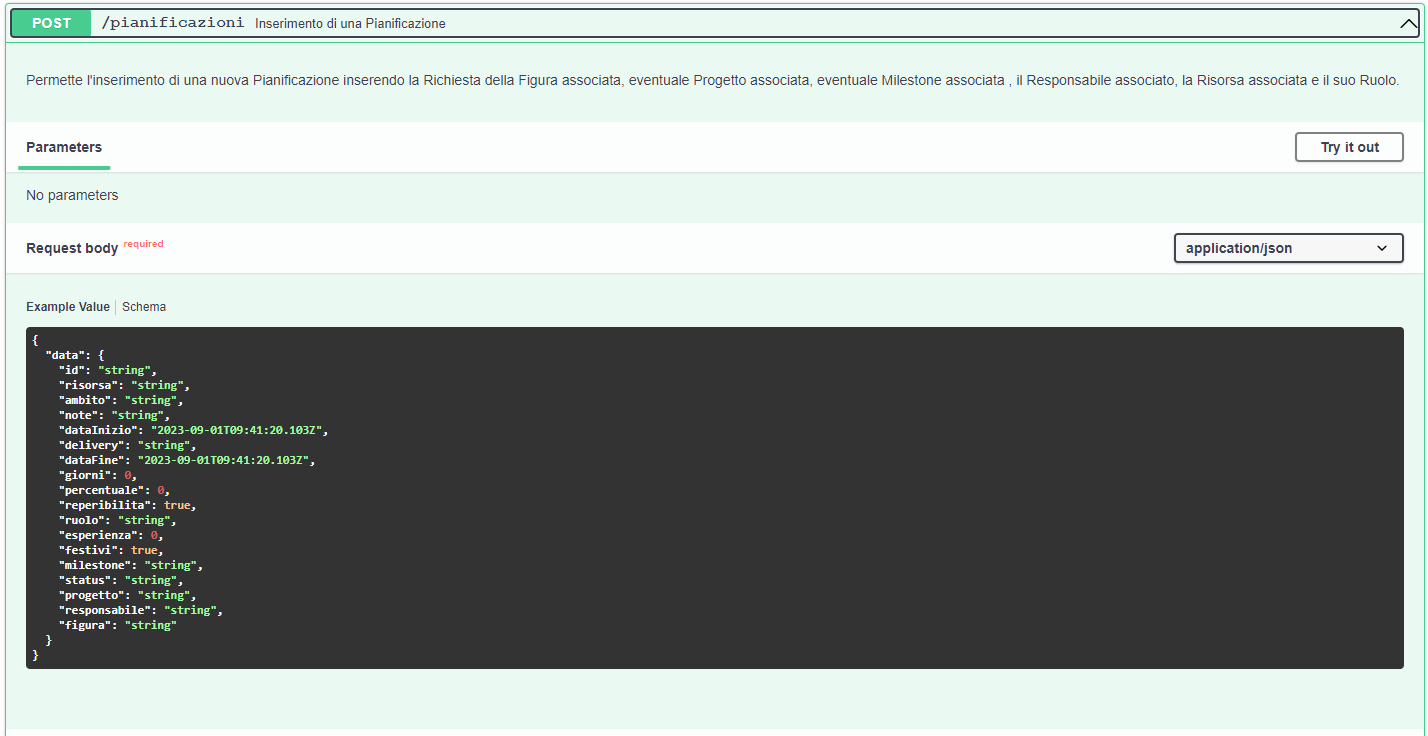 POST /pianificazioni Inserimento di una Pianificazione
Permette l'inserimento di una nuova Pianificazione inserendo la Richiesta della Figura associata, eventuale Progetto associata, eventuale Milestone associata , il Responsabile associato, la Risorsa associata e il suo Ruolo.
Parameters
Try it out
No parameters
Request body required
application/json
Example Value Schema
{
  "data": {
    "id": "string",
    "risorsa": "string",
    "ambito": "string",
    "note": "string",
    "dataInizio": "2023-09-01T09:41:20.103Z",
    "delivery": "string",
    "dataFine": "2023-09-01T09:41:20.103Z",
    "giorni": 0,
    "percentuale": 0,
    "reperibilita": true,
    "ruolo": "string",
    "esperienza": 0,
    "festivi": true,
    "milestone": "string",
    "status": "string",
    "progetto": "string",
    "responsabile": "string",
    "figura": "string"
  }
}